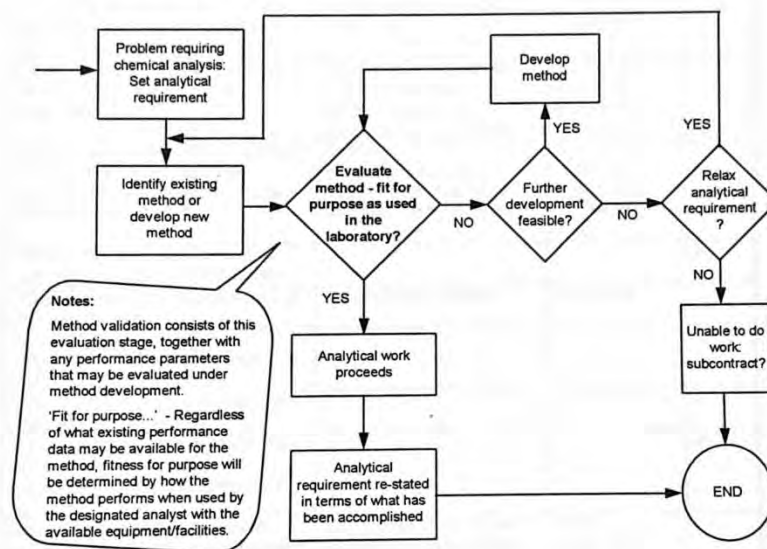 Problem requiring
chemical analysis:
Set analytical
requirement
Develop
method
YES
YES
Identify existing
method or
develop new
method
Evaluate
method - fit for
purpose as used
in the
laboratory?
NO
Further
development
feasible?
NO
Relax
analytical
requirement
?
NO
YES
Notes:
Method validation consists of this
evaluation stage, together with
any performance parameters
that may be evaluated under
method development.
'Fit for purpose...' - Regardless
of what existing performance
data may be available for the
method, fitness for purpose will
be determined by how the
method performs when used by
the designated analyst with the
available equipment/facilities.
Analytical work
proceeds
Unable to do
work:
subcontract?
Analytical
requirement re-stated
in terms of what has
been accomplished
END